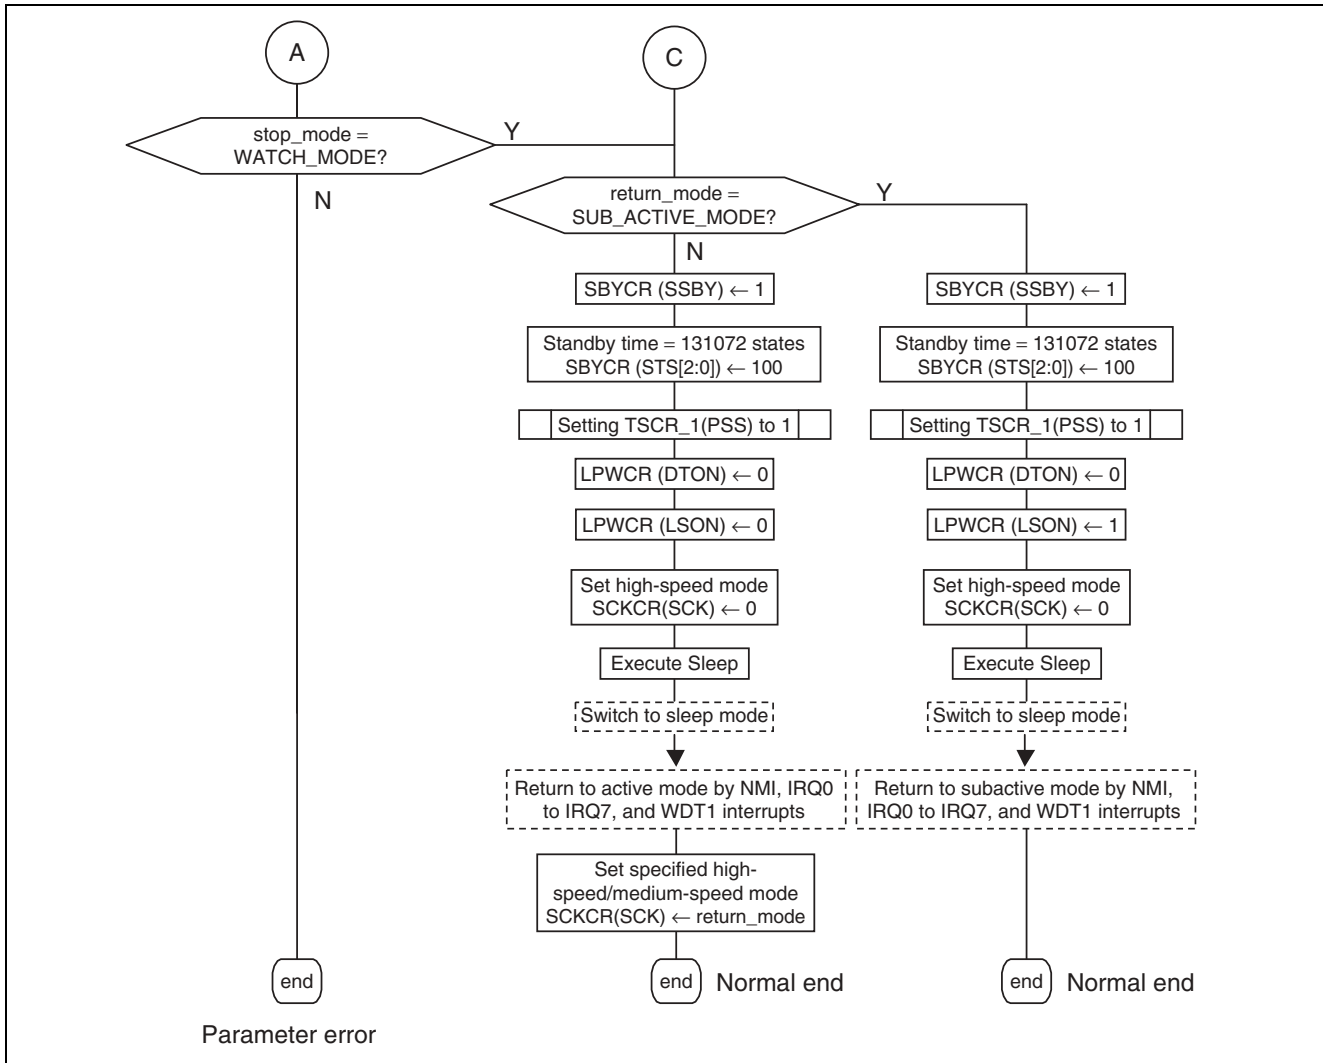 A
C
stop_mode =
WATCH_MODE?
Y
N
return_mode =
SUB_ACTIVE_MODE?
Y
N
SBYCR (SSBY) ← 1
Standby time = 131072 states
SBYCR (STS[2:0]) ← 100
Setting TSCR_1(PSS) to 1
LPWCR (DTON) ← 0
LPWCR (LSON) ← 0
Set high-speed mode
SCKCR(SCK) ← 0
Execute Sleep
Switch to sleep mode
Return to active mode by NMI, IRQ0
to IRQ7, and WDT1 interrupts
Set specified high-
speed/medium-speed mode
SCKCR(SCK) ← return_mode
SBYCR (SSBY) ← 1
Standby time = 131072 states
SBYCR (STS[2:0]) ← 100
Setting TSCR_1(PSS) to 1
LPWCR (DTON) ← 0
LPWCR (LSON) ← 1
Set high-speed mode
SCKCR(SCK) ← 0
Execute Sleep
Switch to sleep mode
Return to subactive mode by NMI,
IRQ0 to IRQ7, and WDT1 interrupts
end
Parameter error
end
Normal end
end
Normal end